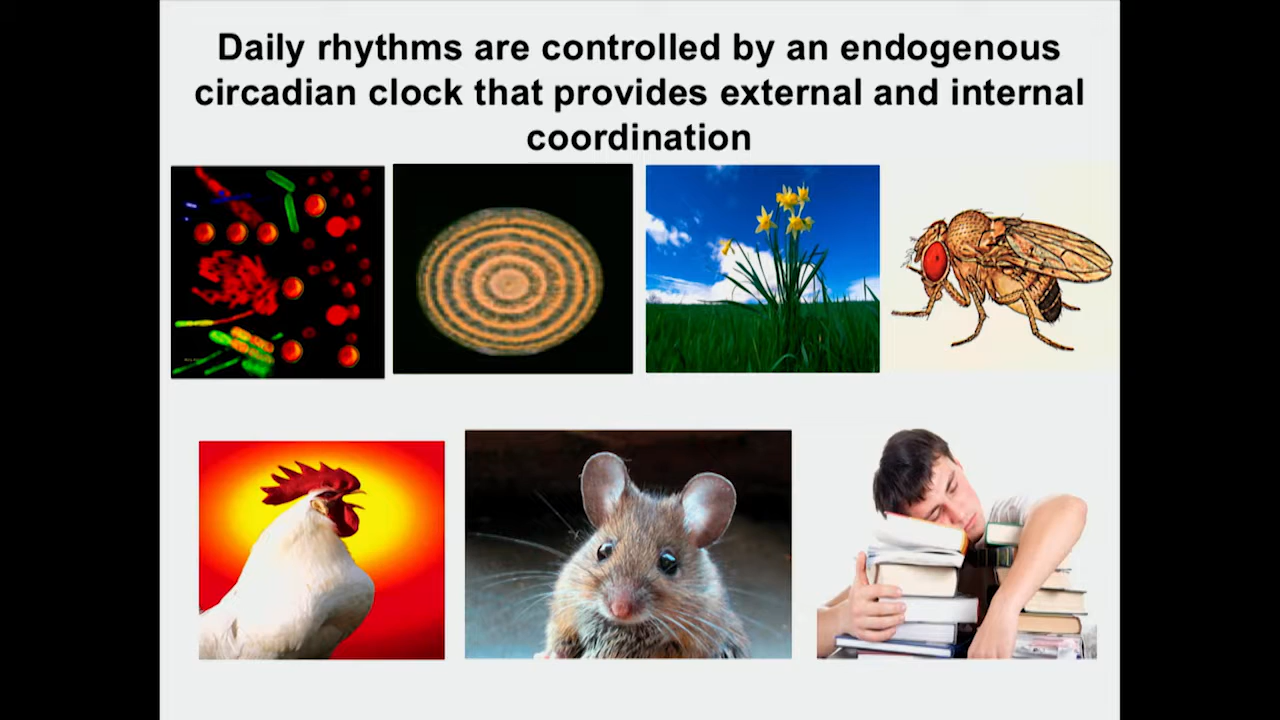 Daily rhythms are controlled by an endogenous
circadian clock that provides external and internal
coordination